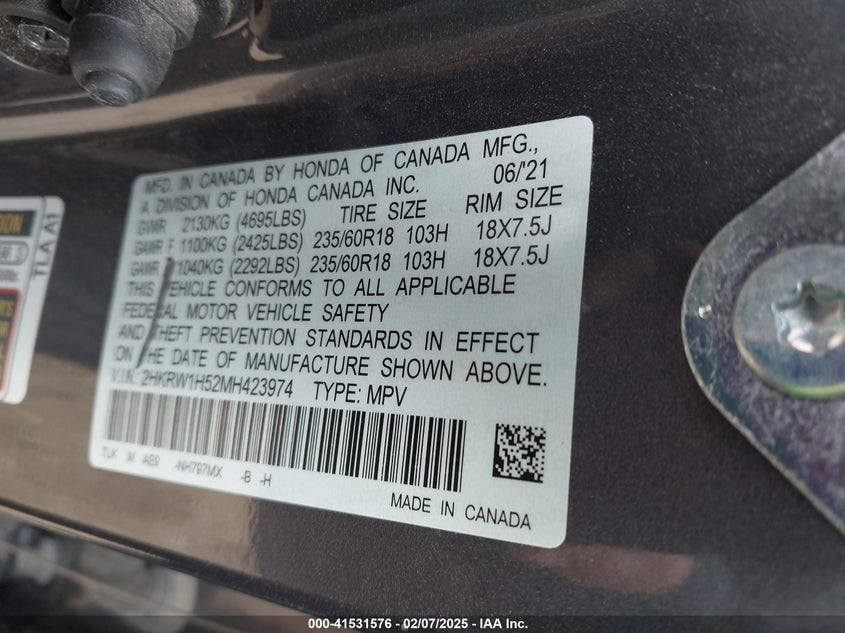 MFD. IN CANADA BY HONDA OF CANADA MFG.,
A DIVISION OF HONDA CANADA INC. 06/'21
GVWR 2130KG (4695LBS) TIRE SIZE RIM SIZE
GAWR F 1100KG (2425LBS) 235/60R18 103H 18X7.5J
GAWR 1040KG (2292LBS) 235/60R18 103H 18X7.5J
THIS VEHICLE CONFORMS TO ALL APPLICABLE
FEDERAL MOTOR VEHICLE SAFETY
AND THEFT PREVENTION STANDARDS IN EFFECT
ON THE DATE OF MANUFACTURE SHOWN ABOVE.
V.I.N. 2HKRW1H52MH423974 TYPE: MPV
TLK IM AE9 -NH797MX -B -H
MADE IN CANADA
TLA A1
000-41531576 — 02/07/2025 — IAA Inc.